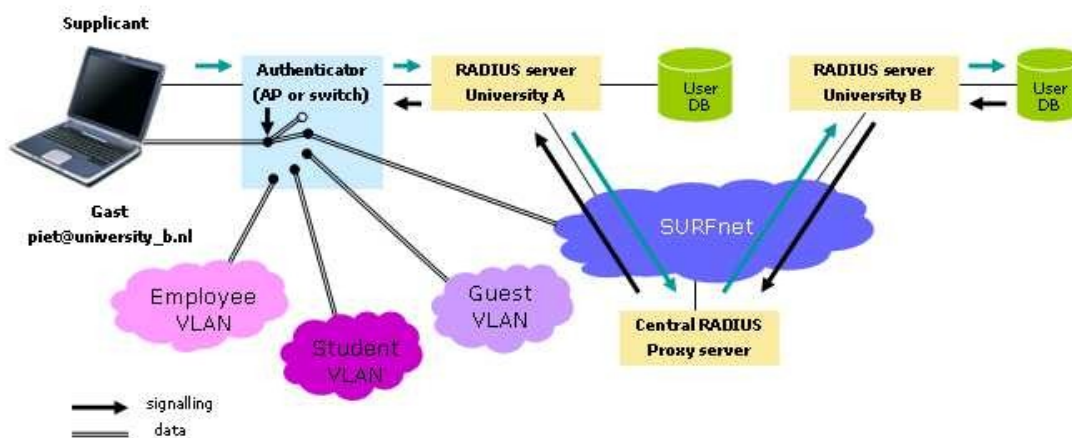 Supplicant
Authenticator
(AP or switch)
RADIUS server
University A
User
DB
RADIUS server
University B
User
DB
Gast
piet@university_b.nl
SURFnet
Employee
VLAN
Guest
VLAN
Student
VLAN
Central RADIUS
Proxy server
signalling
data